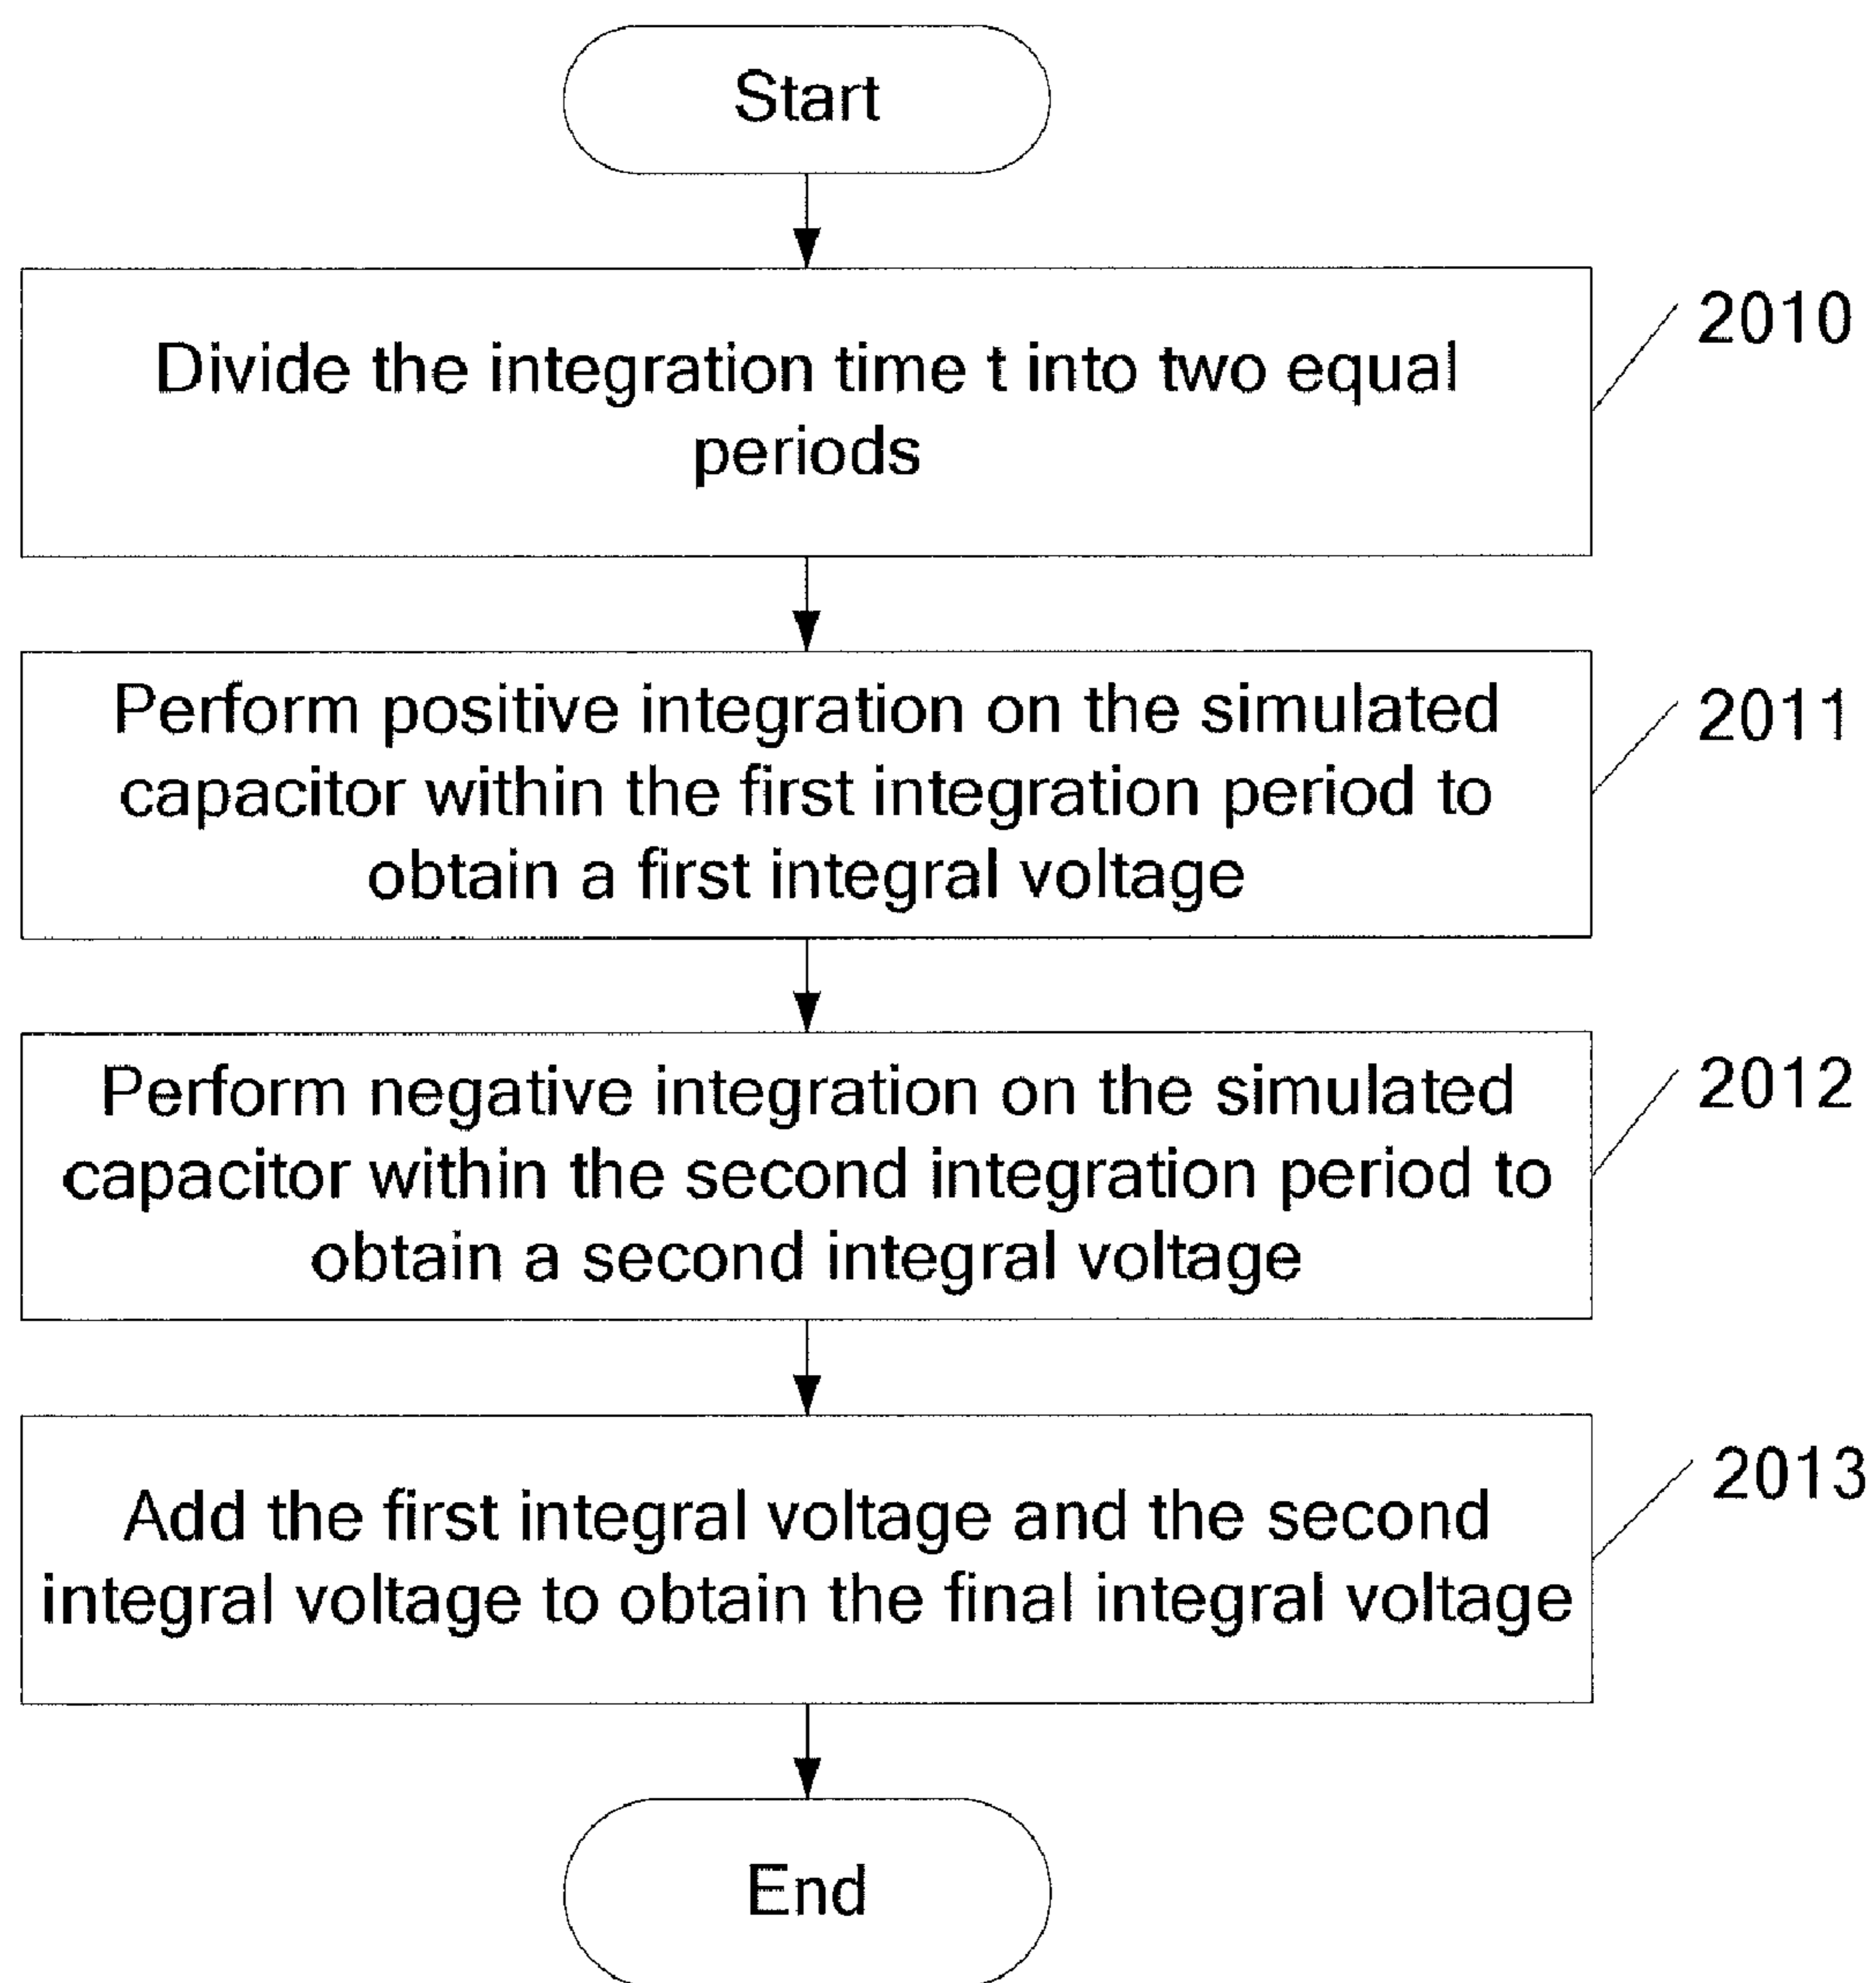 Start
Divide the integration time t into two equal
periods
2010
Perform positive integration on the simulated
capacitor within the first integration period to
obtain a first integral voltage
2011
Perform negative integration on the simulated
capacitor within the second integration period to
obtain a second integral voltage
2012
Add the first integral voltage and the second
integral voltage to obtain the final integral voltage
2013
End